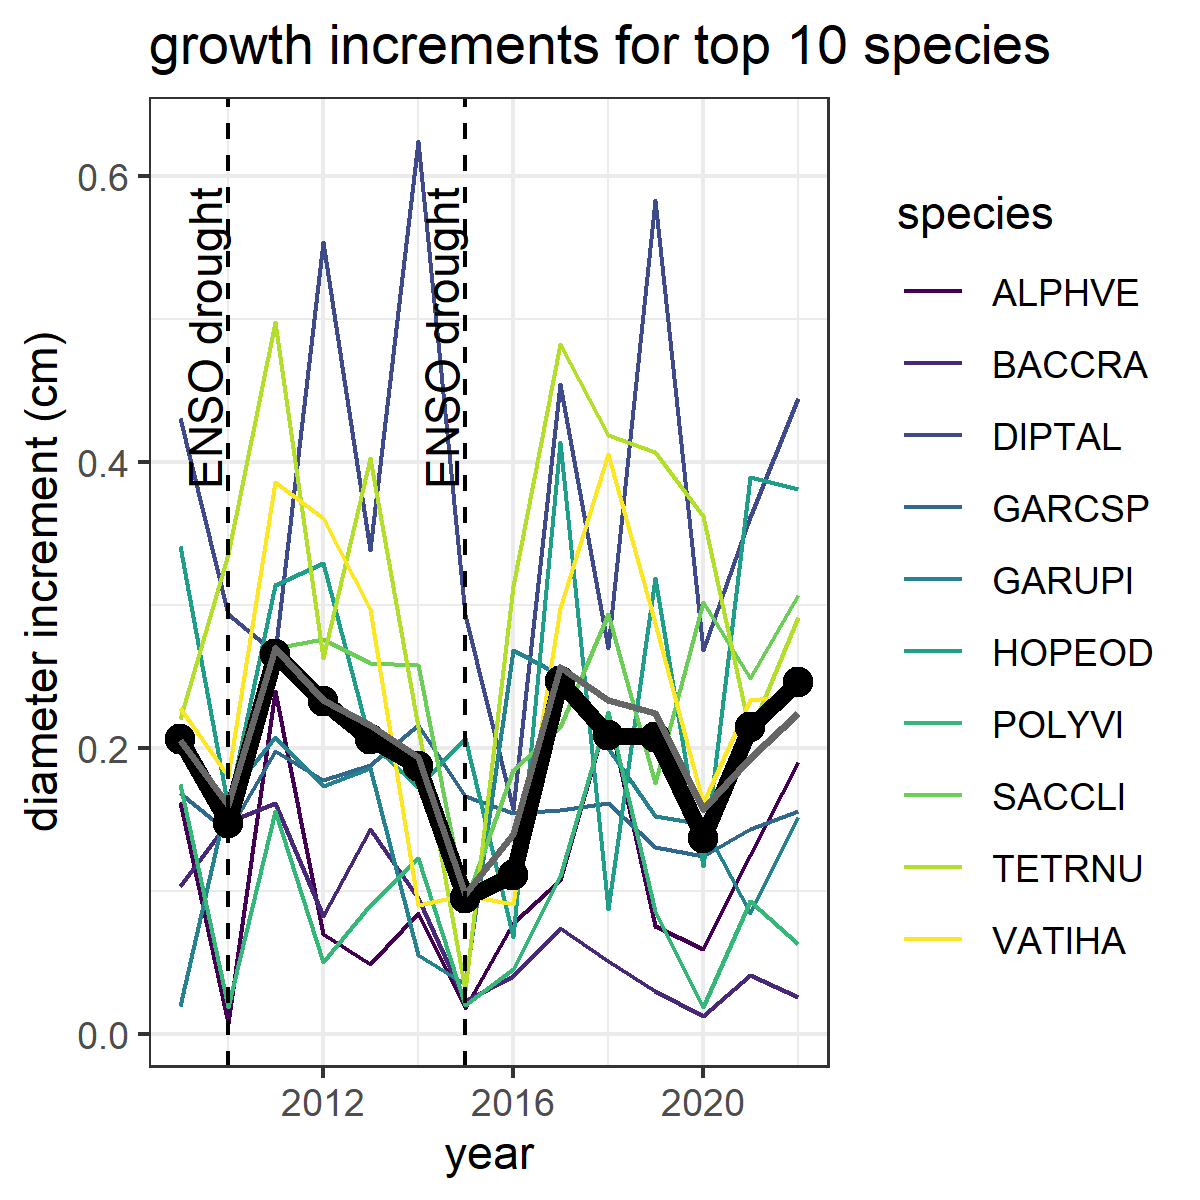 growth increments for top 10 species
diameter increment (cm)
0.6
0.4
0.2
0.0
ENSO drought
ENSO drought
2012
2016
2020
year
species
ALPHVE
BACCRA
DIPTAL
GARCSP
GARUPI
HOPEOD
POLYVI
SACCLI
TETRNU
VATIHA